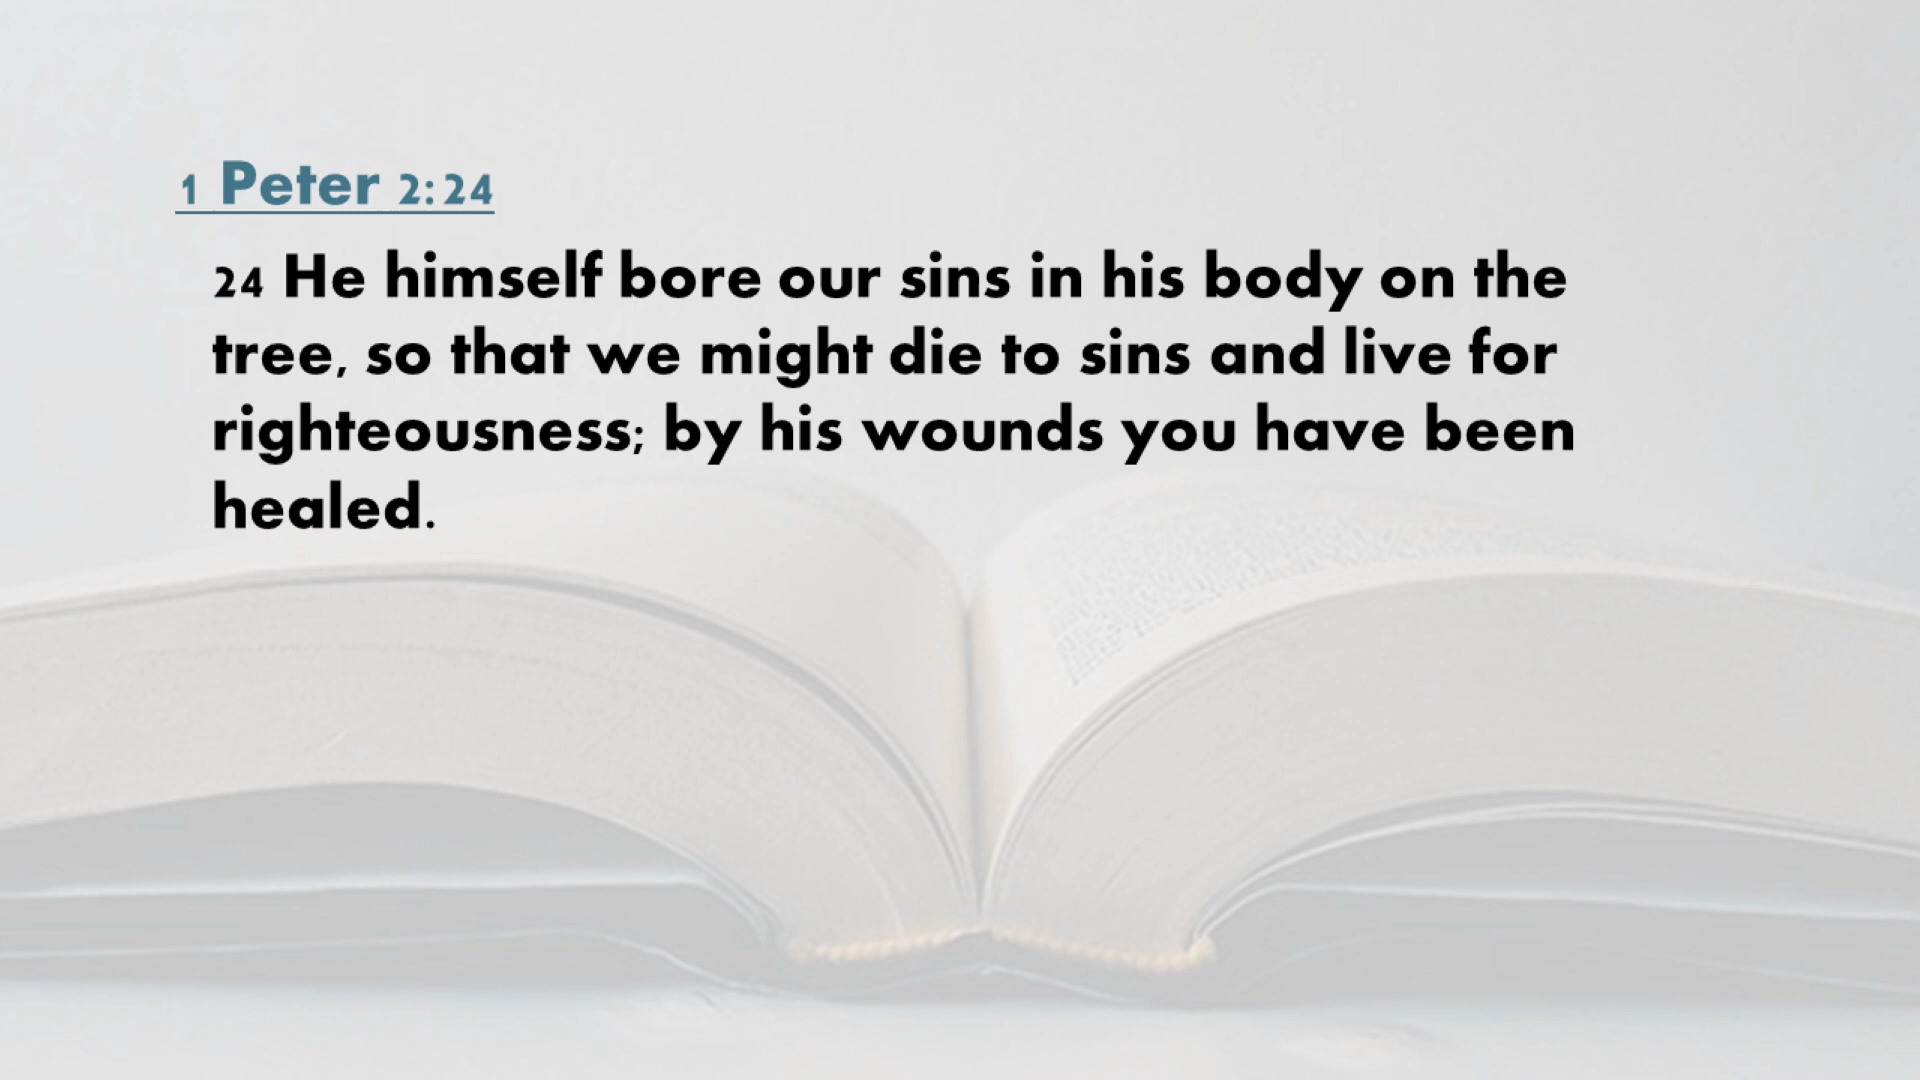 1 Peter 2:24
24 He himself bore our sins in his body on the
tree, so that we might die to sins and live for
righteousness; by his wounds you have been
healed.